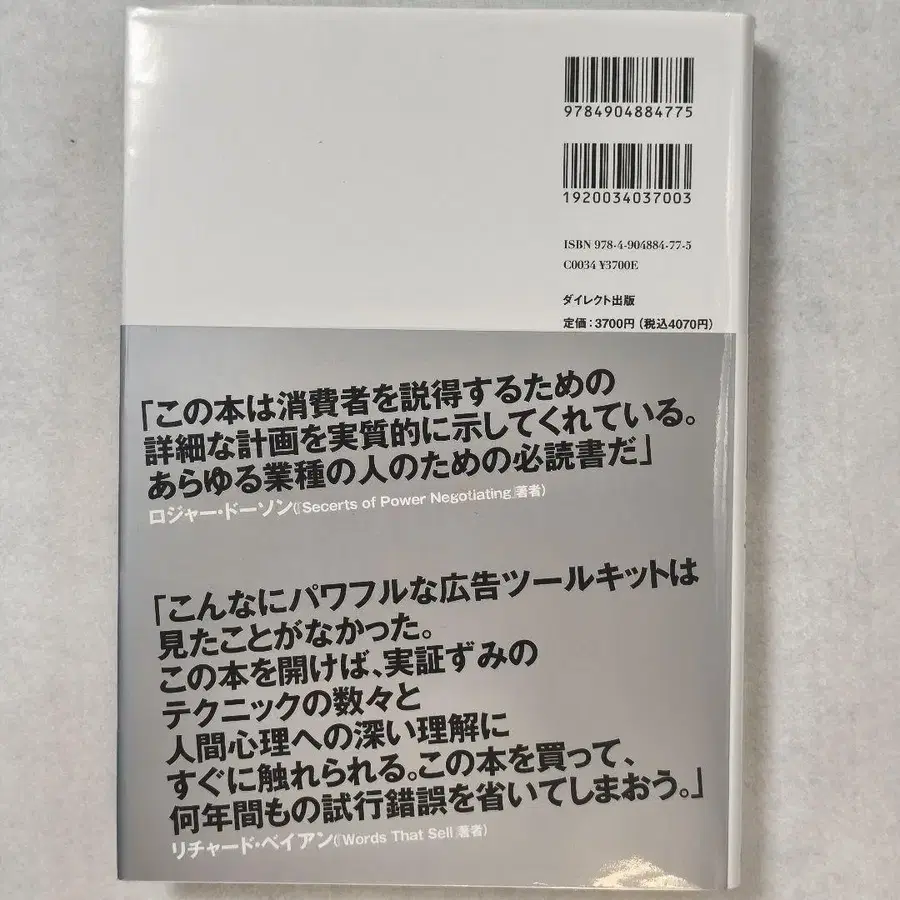 9784904884775
1920034037003
ISBN 978-4-904884-77-5
C0034 ¥3700E
ダイレクト出版
定価：3700円（税込4070円）
「この本は消費者を説得するための
詳細な計画を実質的に示してくれている。
あらゆる業種の人のための必読書だ」
ロジャー・ドーソン(『Secerts of Power Negotiating』著者)
「こんなにパワフルな広告ツールキットは
見たことがなかった。
この本を開けば、実証ずみの
テクニックの数々と
人間心理への深い理解に
すぐに触れられる。この本を買って、
何年間もの試行錯誤を省いてしまおう。」
リチャード・ベイアン(『Words That Sell』著者)